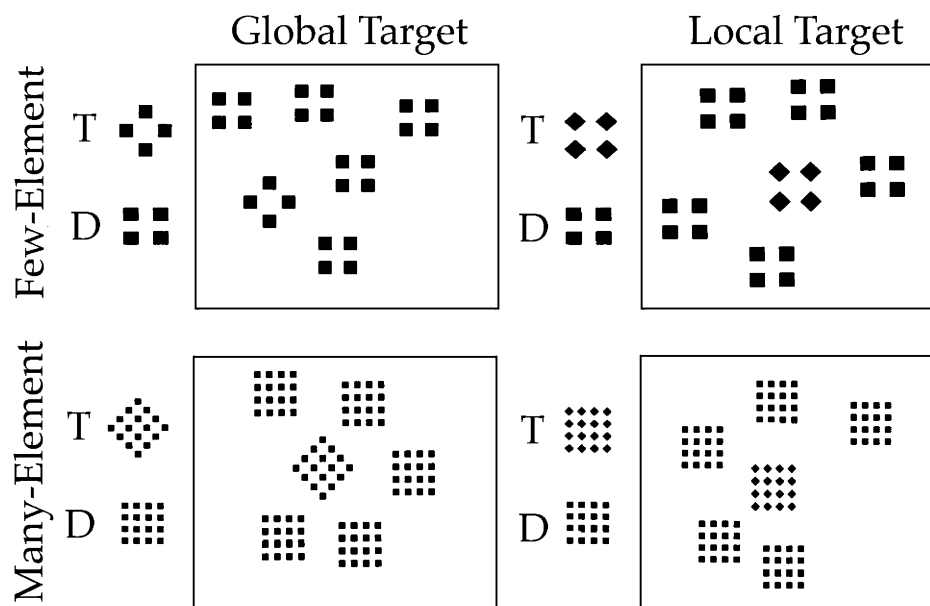 Global Target
Local Target
Few-Element
T
D
T
D
Many-Element
T
D
T
D